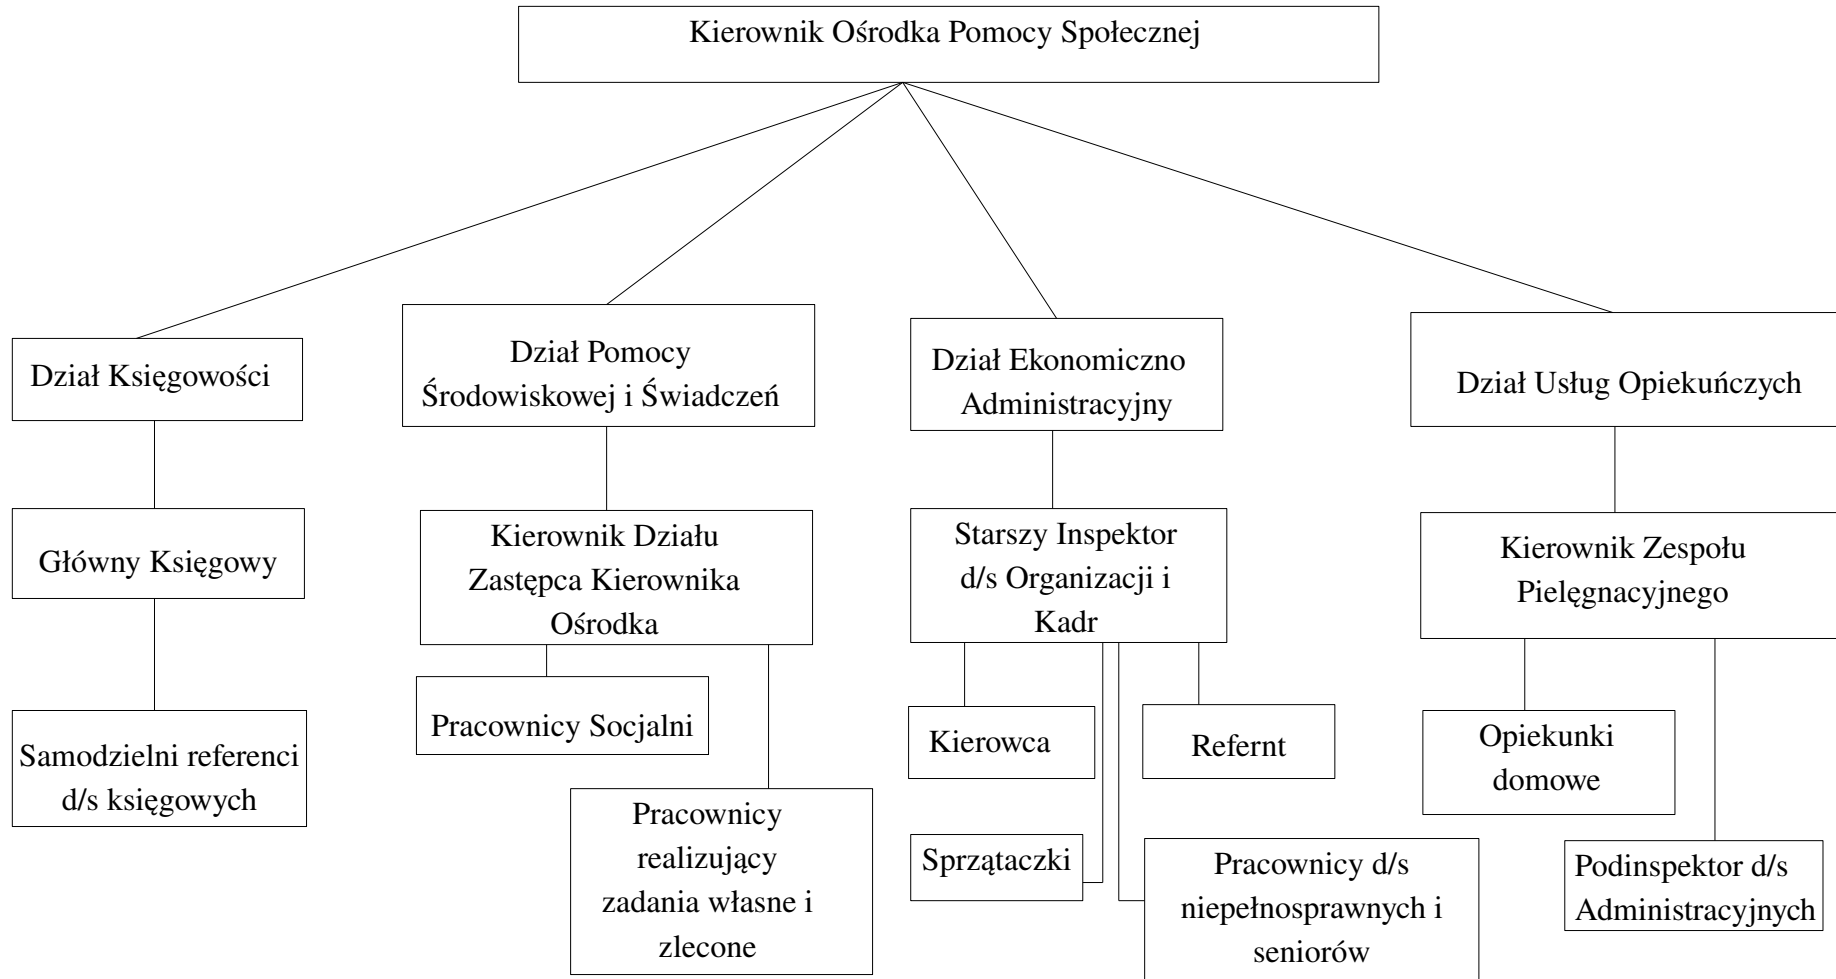 Kierownik Ośrodka Pomocy Społecznej
Dział Księgowości
Dział Pomocy
Środowiskowej i Świadczeń
Dział Ekonomiczno
Administracyjny
Dział Usług Opiekuńczych
Główny Księgowy
Kierownik Działu
Zastępca Kierownika
Ośrodka
Starszy Inspektor
d/s Organizacji i
Kadr
Kierownik Zespołu
Pielęgnacyjnego
Samodzielni referenci
d/s księgowych
Pracownicy Socjalni
Pracownicy
realizujący
zadania własne i
zlecone
Kierowca
Refernt
Sprzątaczki
Pracownicy d/s
niepełnosprawnych i
seniorów
Opiekunki
domowe
Podinspektor d/s
Administracyjnych